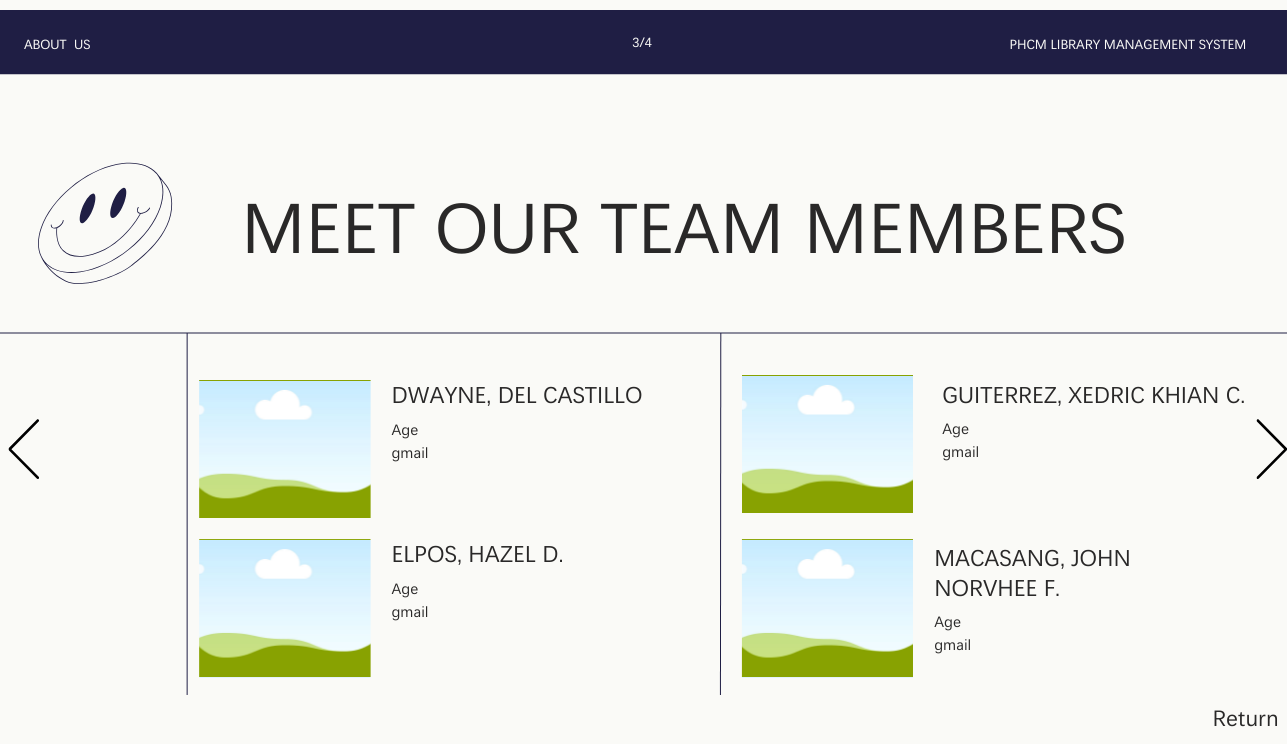 ABOUT  US
3/4
PHCM LIBRARY MANAGEMENT SYSTEM
MEET OUR TEAM MEMBERS
DWAYNE, DEL CASTILLO
Age
gmail
GUITERREZ, XEDRIC KHIAN C.
Age
gmail
ELPOS, HAZEL D.
Age
gmail
MACASANG, JOHN
NORVHEE F.
Age
gmail
Return